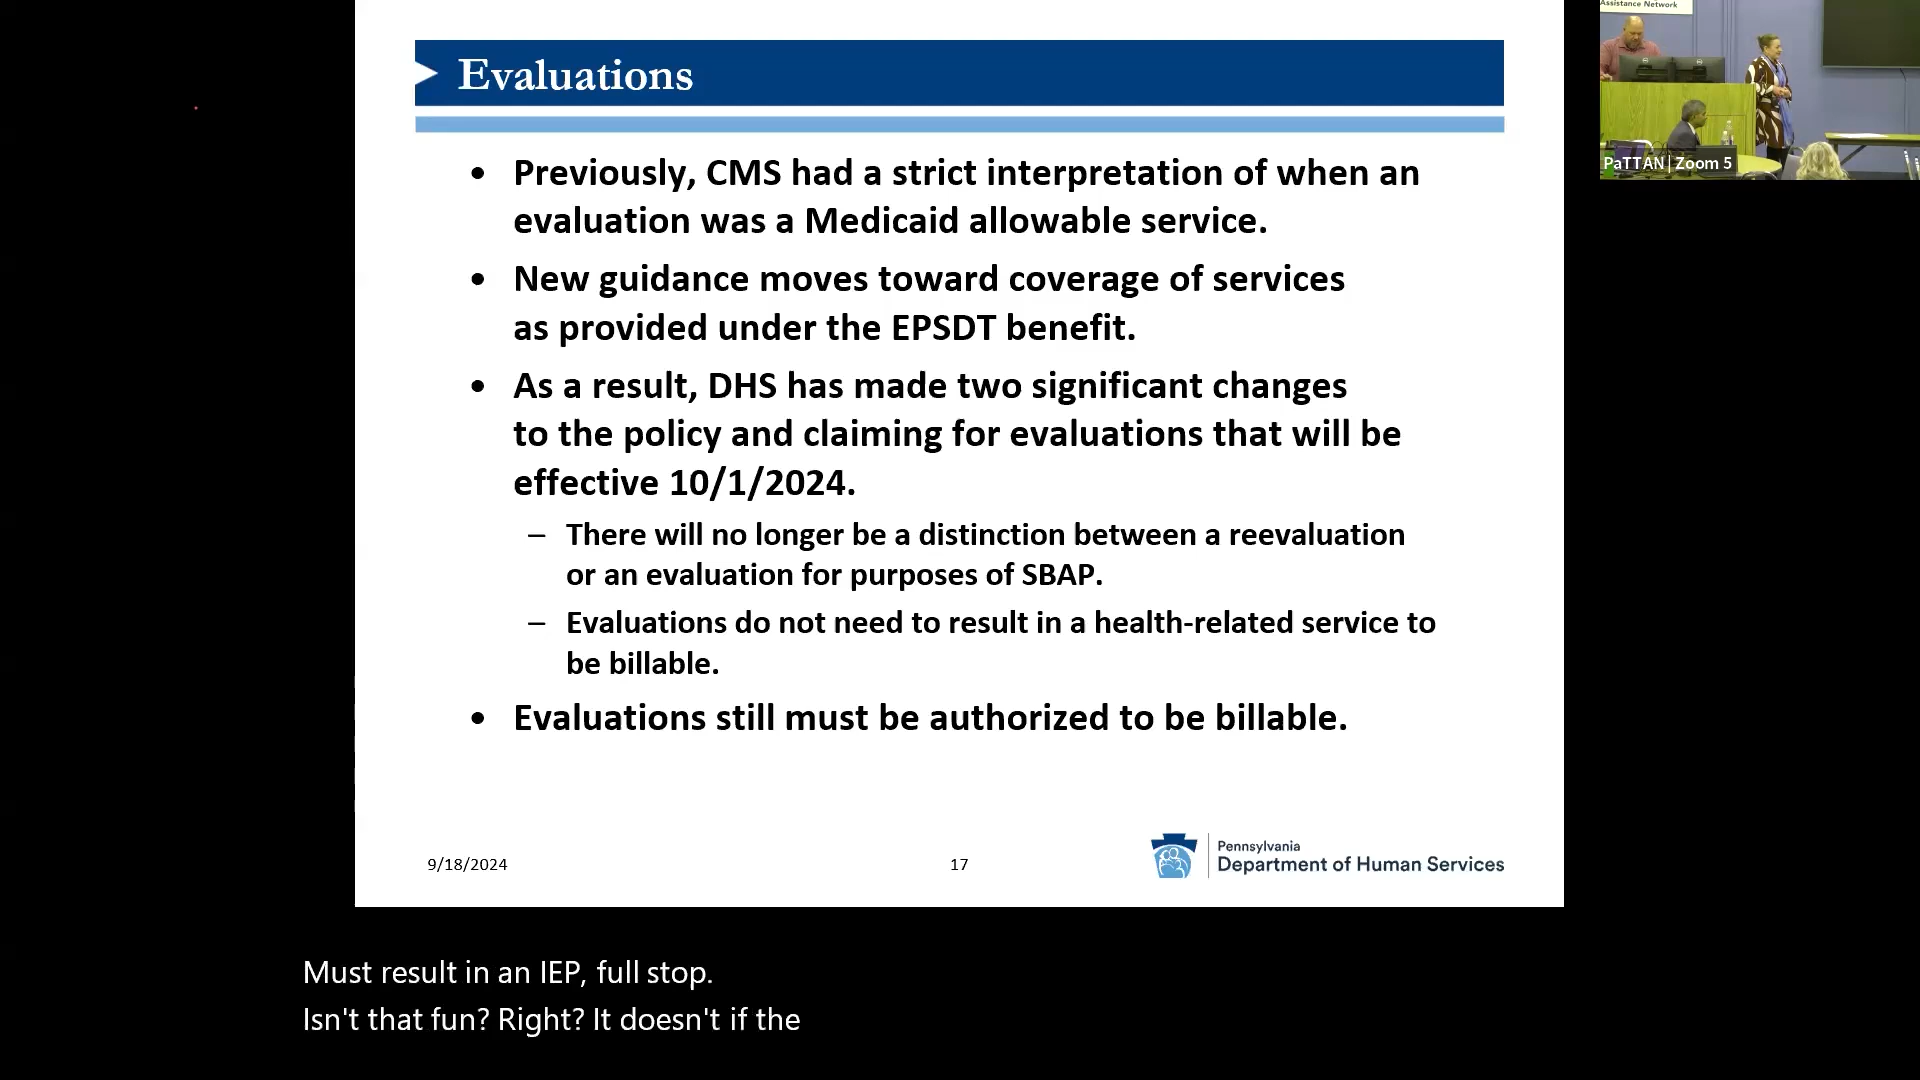 Evaluations
• Previously, CMS had a strict interpretation of when an
evaluation was a Medicaid allowable service.
• New guidance moves toward coverage of services
as provided under the EPSDT benefit.
• As a result, DHS has made two significant changes
to the policy and claiming for evaluations that will be
effective 10/1/2024.
– There will no longer be a distinction between a reevaluation
or an evaluation for purposes of SBAP.
– Evaluations do not need to result in a health-related service to
be billable.
• Evaluations still must be authorized to be billable.
9/18/2024
17
Pennsylvania
Department of Human Services
Assistance Network
PaTTAN | Zoom 5
Must result in an IEP, full stop.
Isn't that fun? Right? It doesn't if the